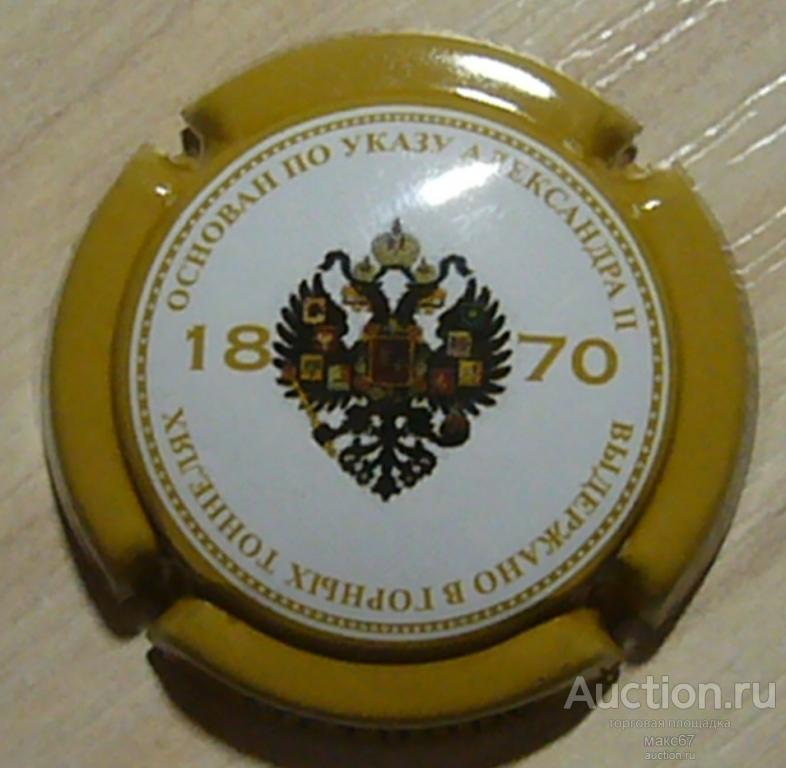 ОСНОВАН ПО УКАЗУ АЛЕКСАНДРА II
18 70
ВЫДЕРЖАНО В ГОРНЫХ ТОННЕЛЯХ
Auction.ru
торговая площадка
макс67
auction.ru